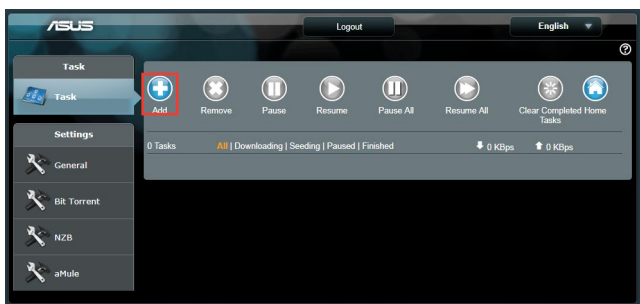 ASUS
Logout
English
Task
Task
Add
Remove
Pause
Resume
Pause All
Resume All
Clear Completed Tasks
Home
0 Tasks
All | Downloading | Seeding | Paused | Finished
0 KBps
0 KBps
Settings
General
Bit Torrent
NZB
aMule